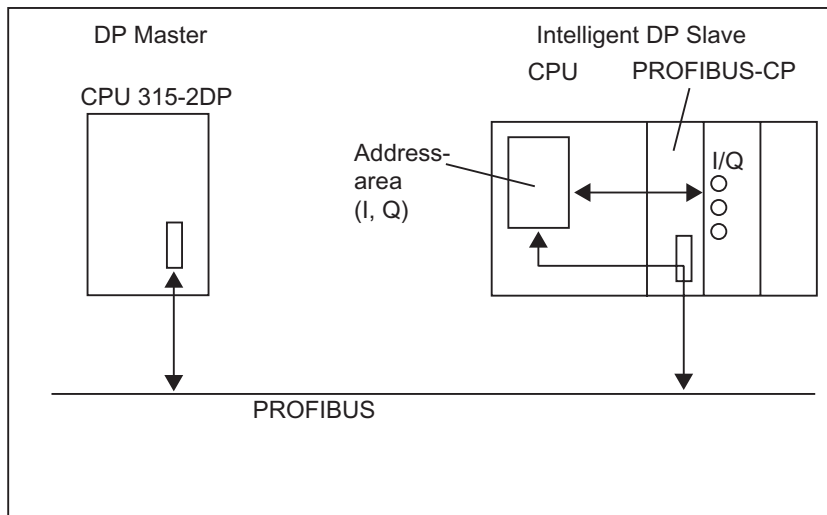 DP Master
Intelligent DP Slave
CPU PROFIBUS-CP
CPU 315-2DP
Address-
area
(I, Q)
I/Q
PROFIBUS